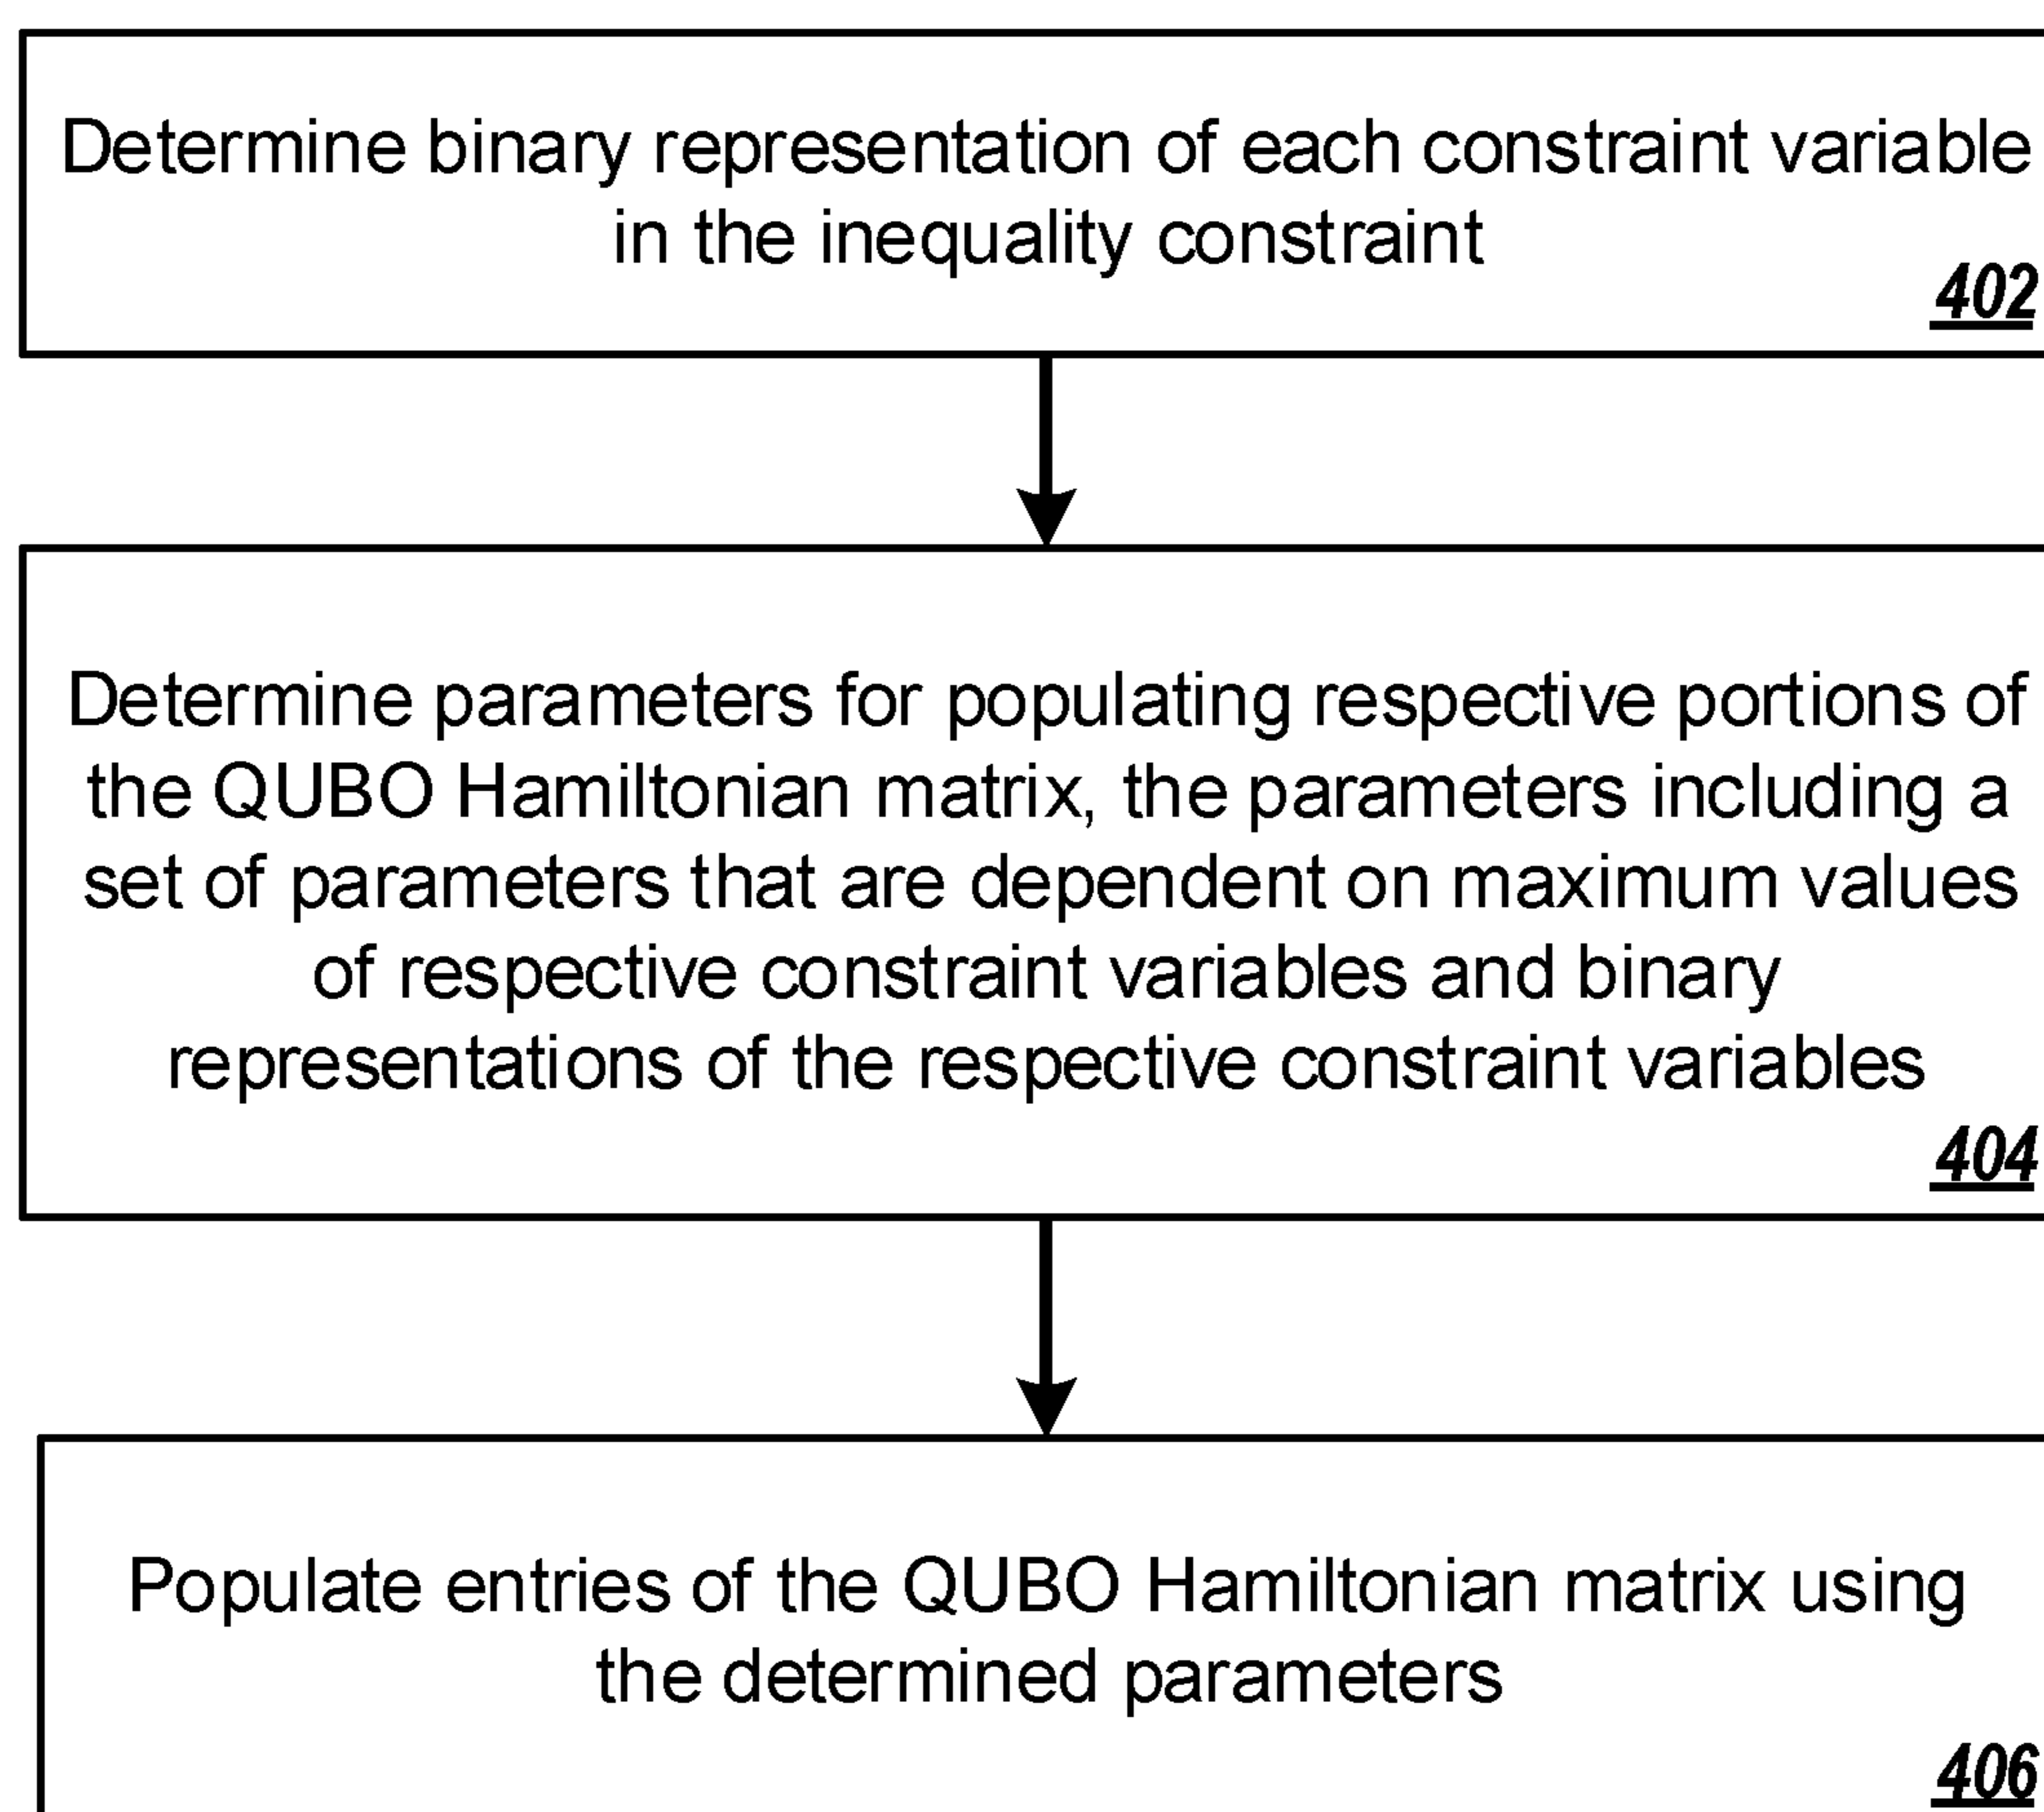 Determine binary representation of each constraint variable
in the inequality constraint
402
Determine parameters for populating respective portions of
the QUBO Hamiltonian matrix, the parameters including a
set of parameters that are dependent on maximum values
of respective constraint variables and binary
representations of the respective constraint variables
404
Populate entries of the QUBO Hamiltonian matrix using
the determined parameters
406